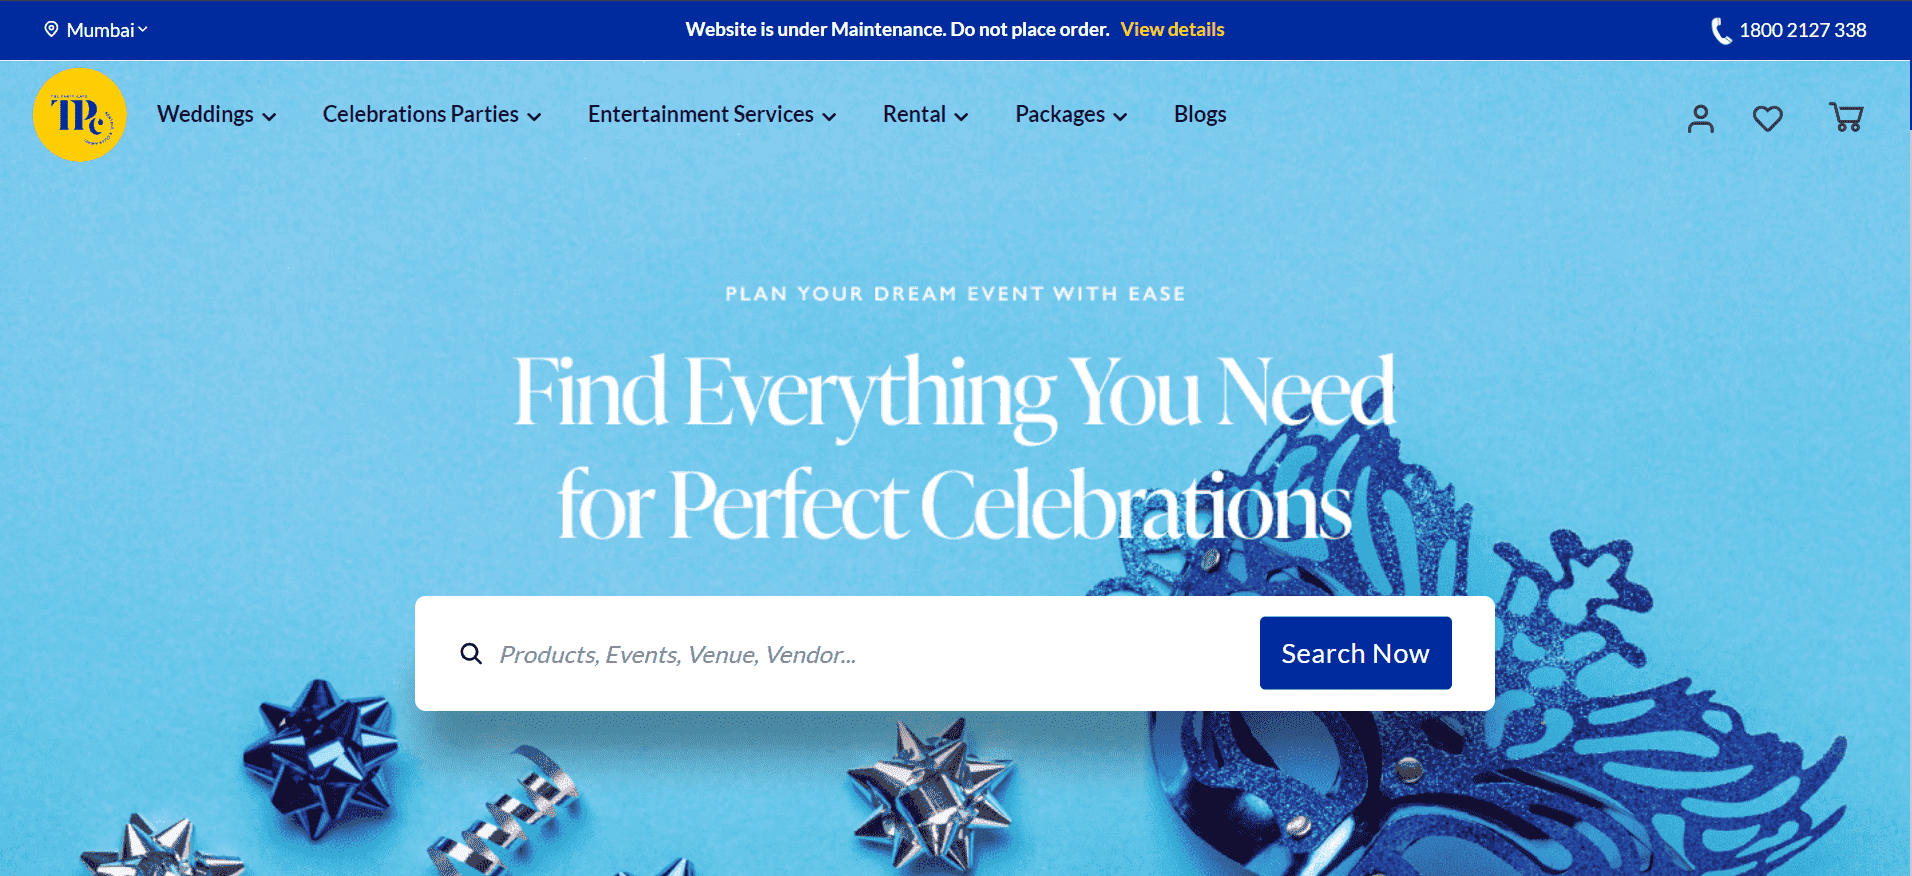 Mumbai
Website is under Maintenance. Do not place order. View details
1800 2127 338
TPC
Weddings
Celebrations Parties
Entertainment Services
Rental
Packages
Blogs
PLAN YOUR DREAM EVENT WITH EASE
Find Everything You Need
for Perfect Celebrations
Products, Events, Venue, Vendor...
Search Now